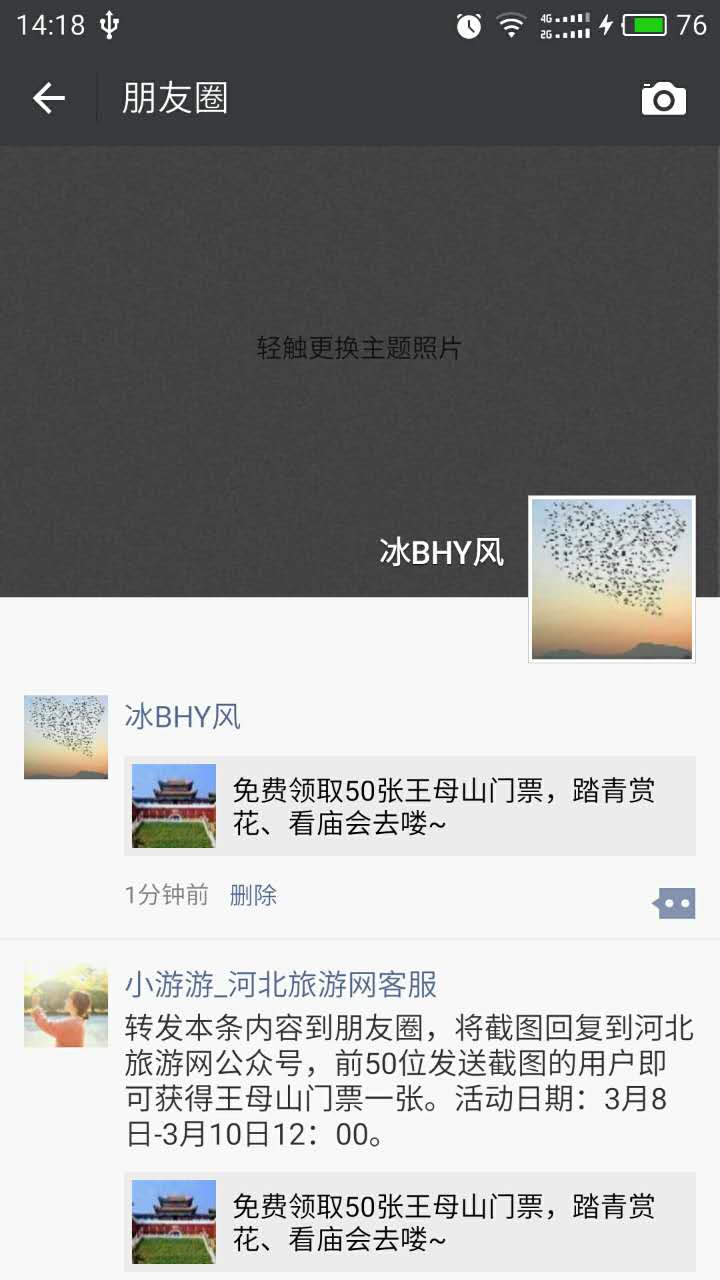 14:18
4G
2G
76
朋友圈
轻触更换主题照片
冰BHY风
冰BHY风
免费领取50张王母山门票，踏青赏
花、看庙会去喽~
1分钟前 删除
小游游_河北旅游网客服
转发本条内容到朋友圈，将截图回复到河北
旅游网公众号，前50位发送截图的用户即
可获得王母山门票一张。活动日期：3月8
日-3月10日12：00。
免费领取50张王母山门票，踏青赏
花、看庙会去喽~